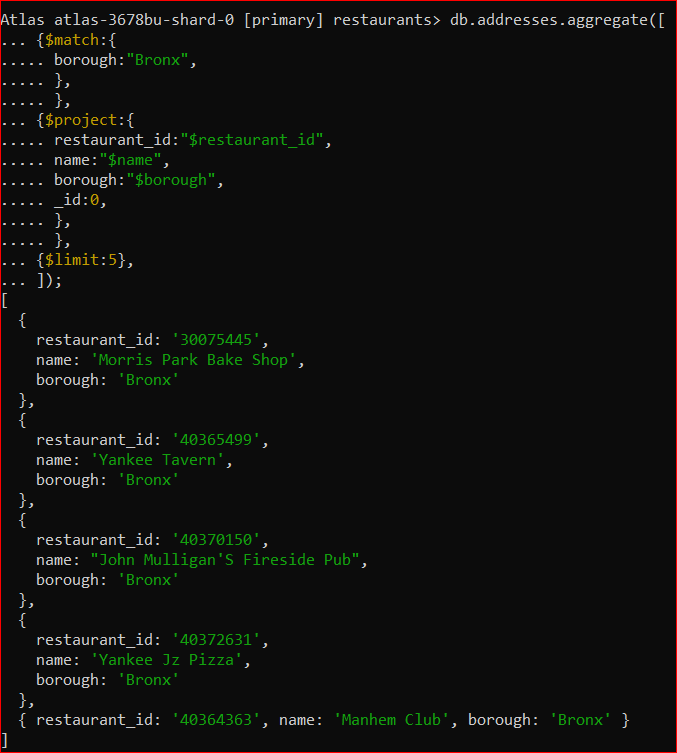 Atlas atlas-3678bu-shard-0 [primary] restaurants> db.addresses.aggregate([
... {$match:{
..... borough:"Bronx",
..... },
..... },
... {$project:{
..... restaurant_id:"$restaurant_id",
..... name:"$name",
..... borough:"$borough",
..... _id:0,
..... },
..... },
... {$limit:5},
... ]);
[
  {
    restaurant_id: '30075445',
    name: 'Morris Park Bake Shop',
    borough: 'Bronx'
  },
  {
    restaurant_id: '40365499',
    name: 'Yankee Tavern',
    borough: 'Bronx'
  },
  {
    restaurant_id: '40370150',
    name: "John Mulligan'S Fireside Pub",
    borough: 'Bronx'
  },
  {
    restaurant_id: '40372631',
    name: 'Yankee Jz Pizza',
    borough: 'Bronx'
  },
  { restaurant_id: '40364363', name: 'Manhem Club', borough: 'Bronx' }
]